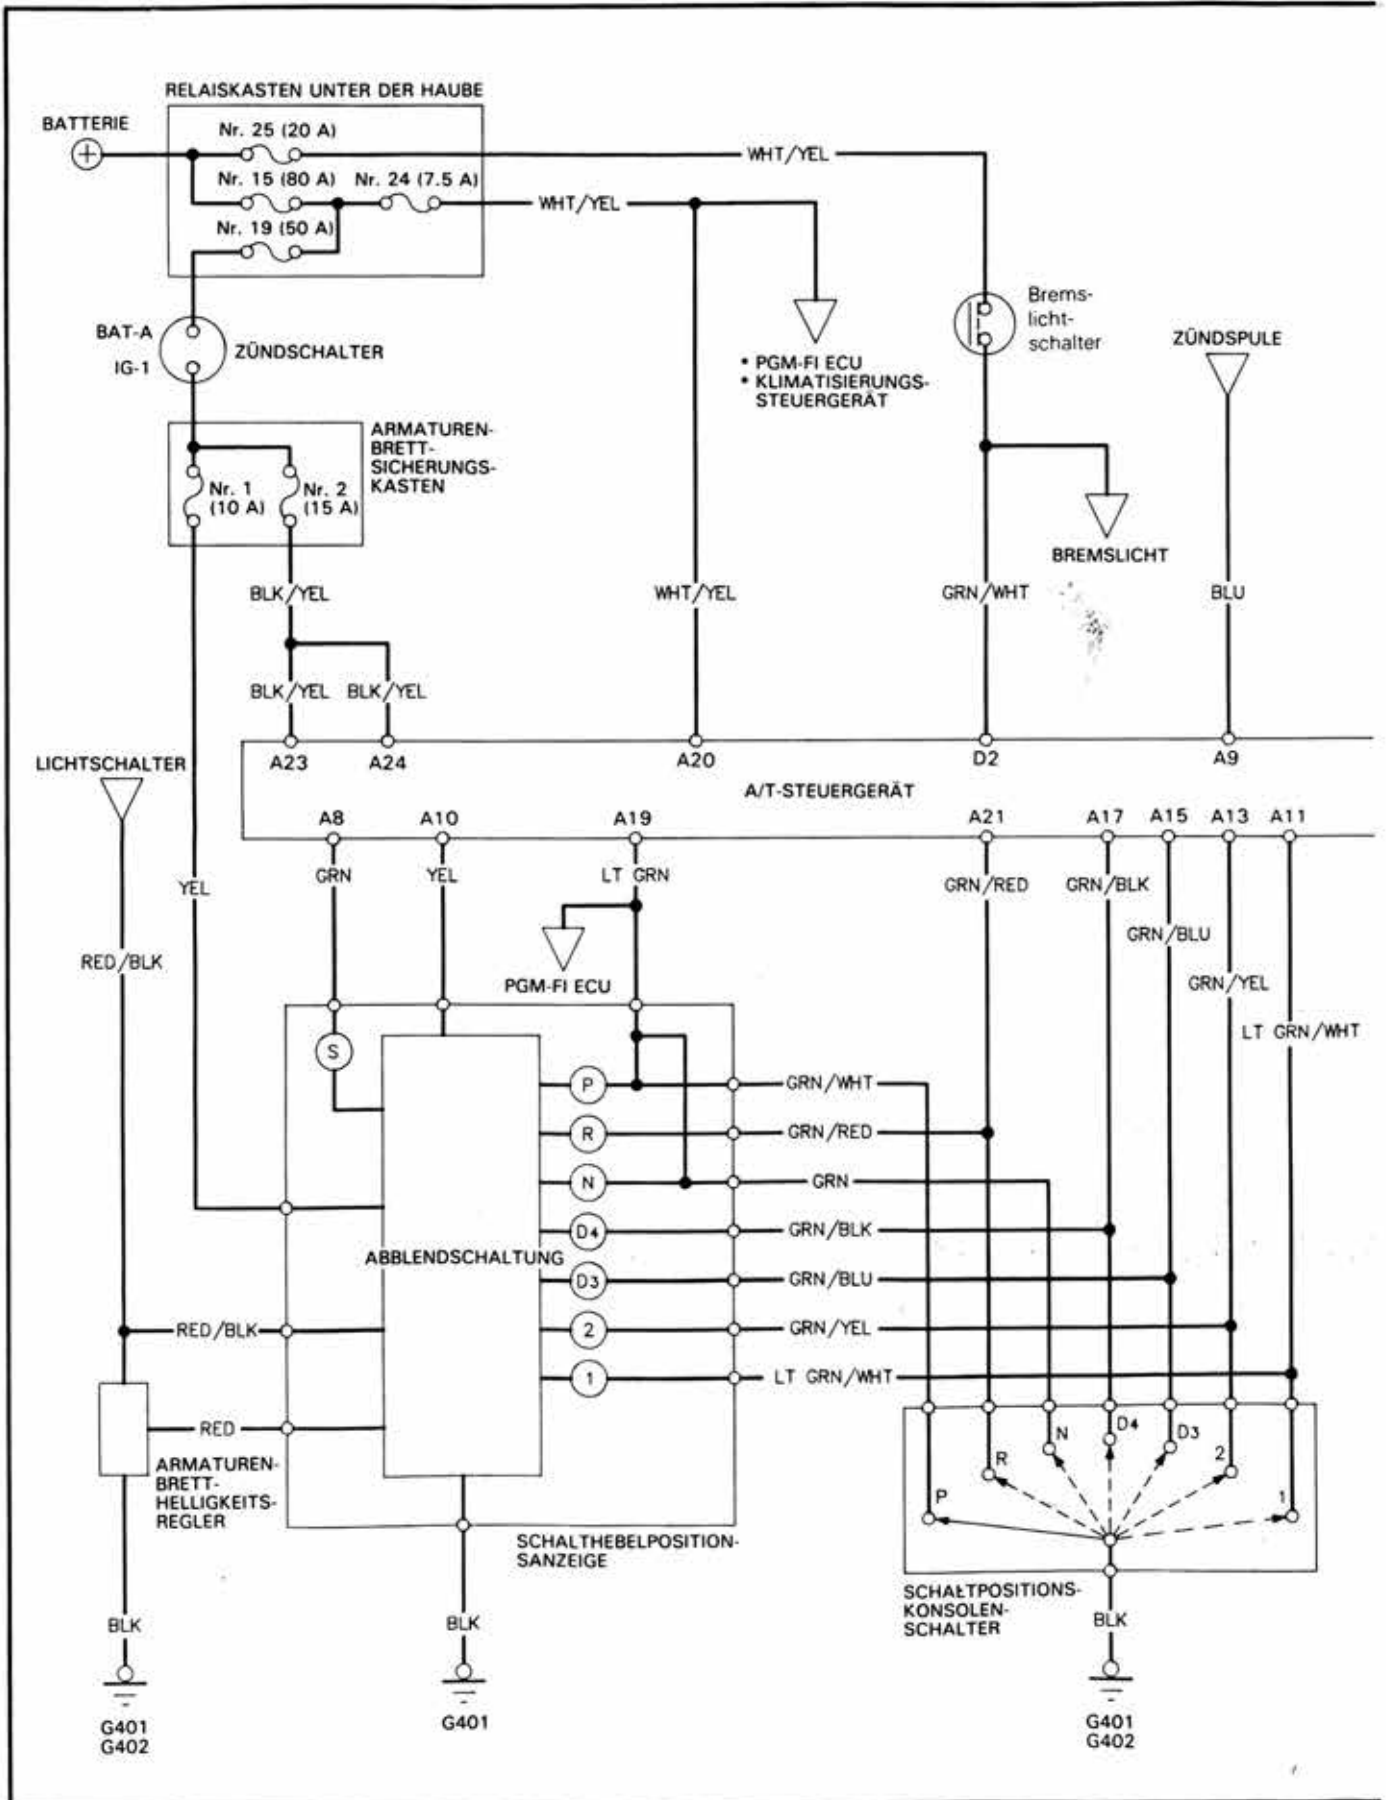 RELAISKASTEN UNTER DER HAUBE
BATTERIE
Nr. 25 (20 A)
WHT/YEL
Nr. 15 (80 A) Nr. 24 (7.5 A)
WHT/YEL
Nr. 19 (50 A)
BAT-A
IG-1
ZÜNDSCHALTER
Brems-
licht-
schalter
ZÜNDSPULE
* PGM-FI ECU
* KLIMATISIERUNGS-
STEUERGERÄT
ARMATUREN-
BRETT-
SICHERUNGS-
KASTEN
Nr. 1
(10 A)
Nr. 2
(15 A)
BREMSLICHT
BLK/YEL
WHT/YEL
GRN/WHT
BLU
BLK/YEL BLK/YEL
LICHTSCHALTER
A23 A24 A20 D2 A9
A/T-STEUERGERÄT
A8 A10 A19 A21 A17 A15 A13 A11
GRN YEL LT GRN GRN/RED GRN/BLK
YEL
GRN/BLU
RED/BLK
GRN/YEL
PGM-FI ECU
LT GRN/WHT
S
P GRN/WHT
R GRN/RED
N GRN
D4 GRN/BLK
ABBLENDSCHALTUNG
D3 GRN/BLU
RED/BLK
2 GRN/YEL
1 LT GRN/WHT
RED
ARMATUREN-
BRETT-
HELLIGKEITS-
REGLER
P R N D4 D3 2 1
SCHALTHEBELPOSITION-
SANZEIGE
SCHALTPOSITIONS-
KONSOLEN-
SCHALTER
BLK BLK BLK
G401
G402
G401
G401
G402